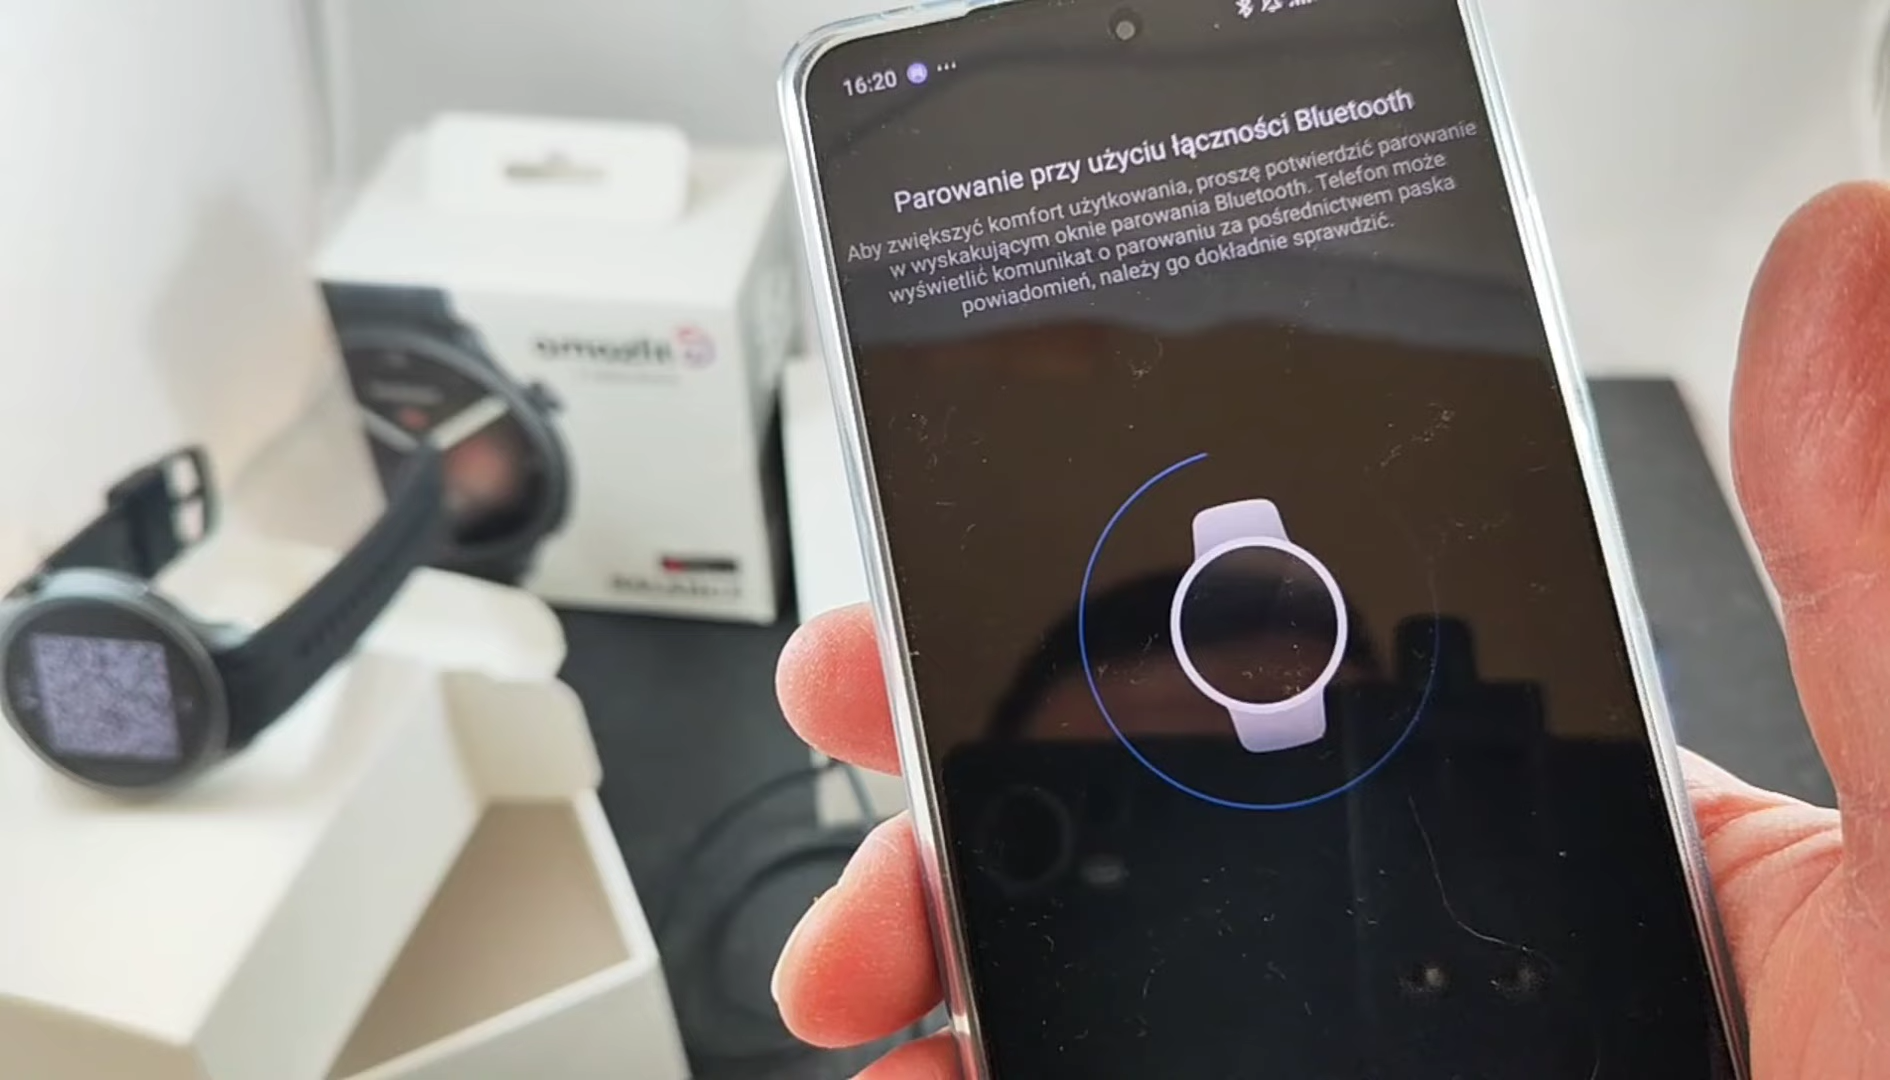 16:20 ...
Parowanie przy użyciu łączności Bluetooth
Aby zwiększyć komfort użytkowania, proszę potwierdzić parowanie
w wyskakującym oknie parowania Bluetooth. Telefon może
wyświetlić komunikat o parowaniu za pośrednictwem paska
powiadomień, należy go dokładnie sprawdzić.
amazfit